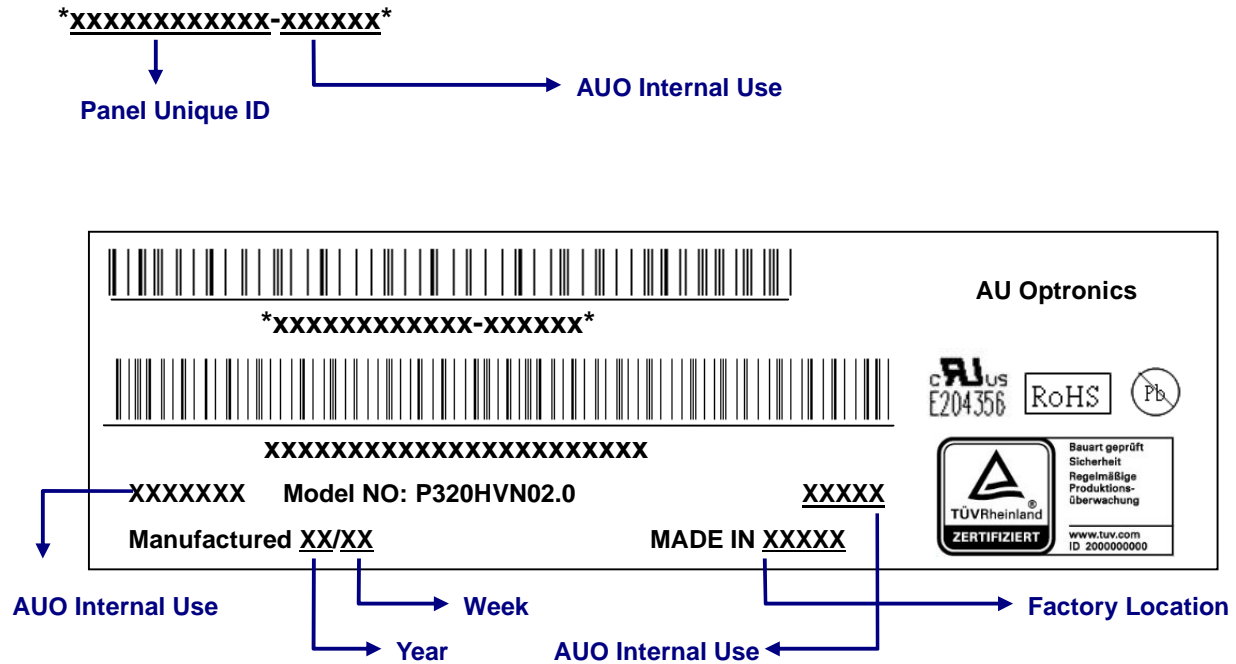 *xxxxxxxxxxxx-xxxxxx*
AUO Internal Use
Panel Unique ID
AU Optronics
*xxxxxxxxxxxx-xxxxxx*
c RU US
E204356
RoHS
Pb
xxxxxxxxxxxxxxxxxxxxxxx
Bauart geprüft
Sicherheit
Regelmäßige
Produktions-
überwachung
TÜVRheinland®
ZERTIFIZIERT
www.tuv.com
ID 2000000000
XXXXXXX Model NO: P320HVN02.0 XXXXX
Manufactured XX/XX MADE IN XXXXX
AUO Internal Use
Week
Factory Location
Year
AUO Internal Use